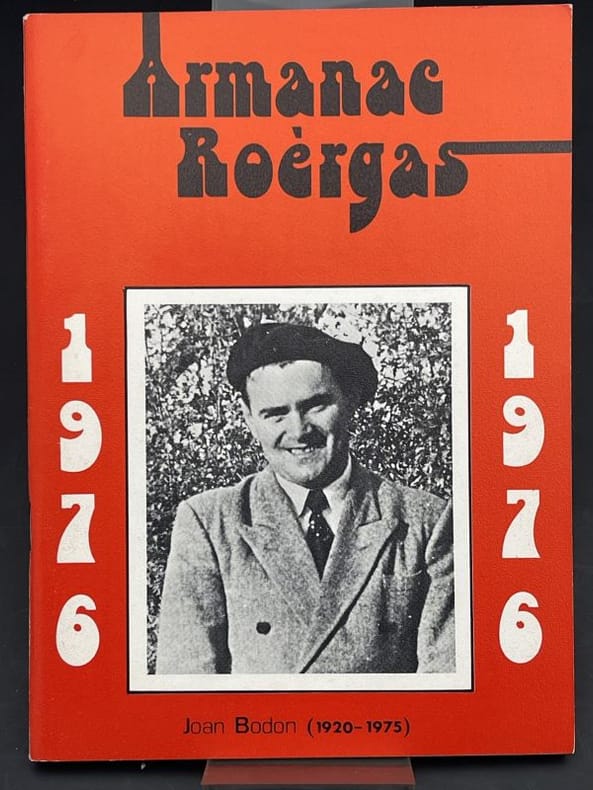 Armanac
Roèrgas
1976
1976
Joan Bodon (1920-1975)